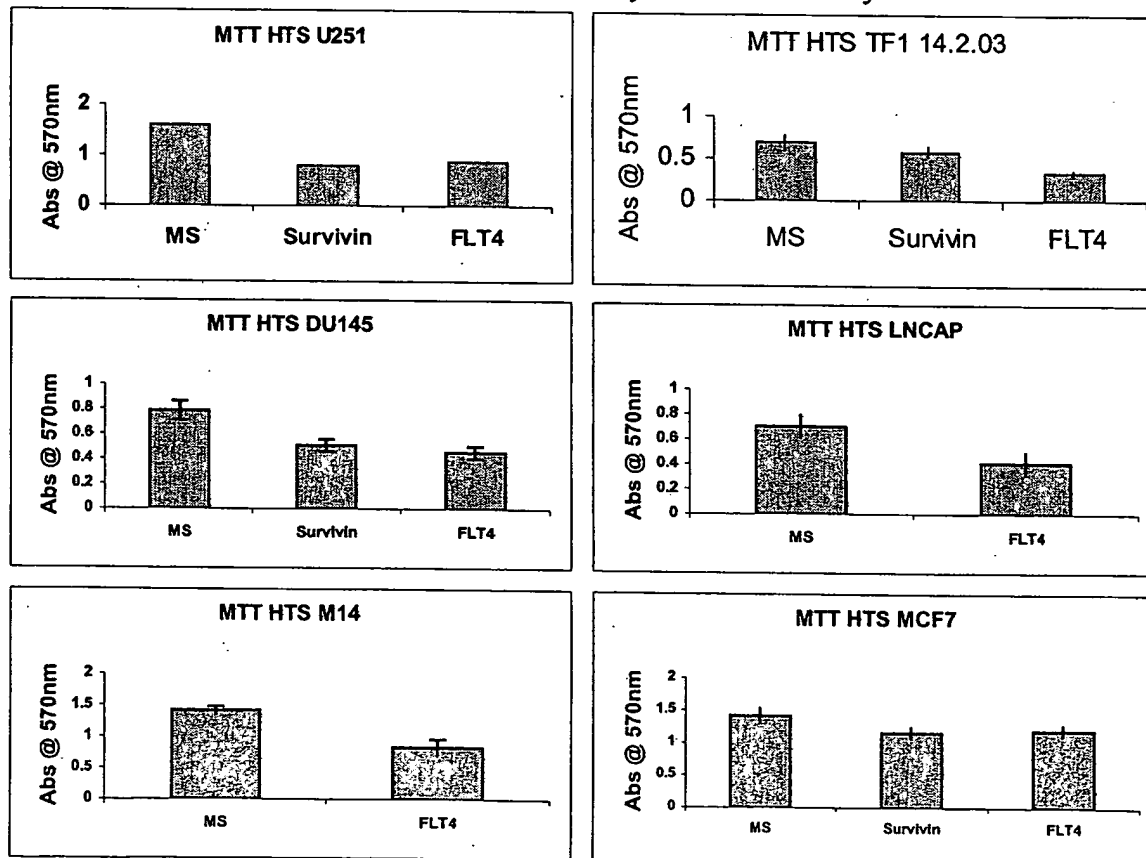 MTT HTS U251
Abs @ 570nm
2
1
0
MS Survivin FLT4
MTT HTS TF1 14.2.03
Abs @ 570nm
1
0.5
0
MS Survivin FLT4
MTT HTS DU145
Abs @ 570nm
1
0.8
0.6
0.4
0.2
0
MS Survivin FLT4
MTT HTS LNCAP
Abs @ 570nm
1
0.8
0.6
0.4
0.2
0
MS FLT4
MTT HTS M14
Abs @ 570nm
2
1.5
1
0.5
0
MS FLT4
MTT HTS MCF7
Abs @ 570nm
2
1.5
1
0.5
0
MS Survivin FLT4